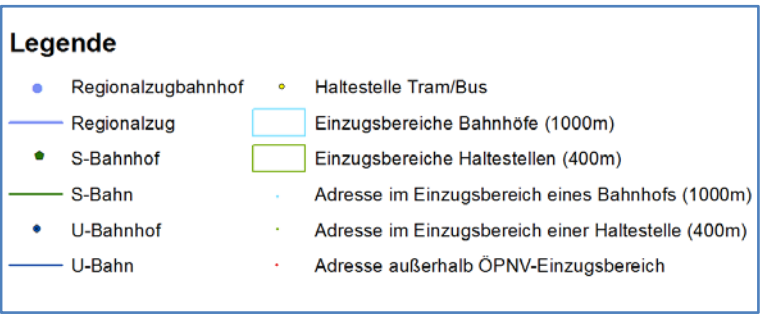 Legende
Regionalzugbahnhof
Regionalzug
S-Bahnhof
S-Bahn
U-Bahnhof
U-Bahn
Haltestelle Tram/Bus
Einzugsbereiche Bahnhöfe (1000m)
Einzugsbereiche Haltestellen (400m)
Adresse im Einzugsbereich eines Bahnhofs (1000m)
Adresse im Einzugsbereich einer Haltestelle (400m)
Adresse außerhalb ÖPNV-Einzugsbereich